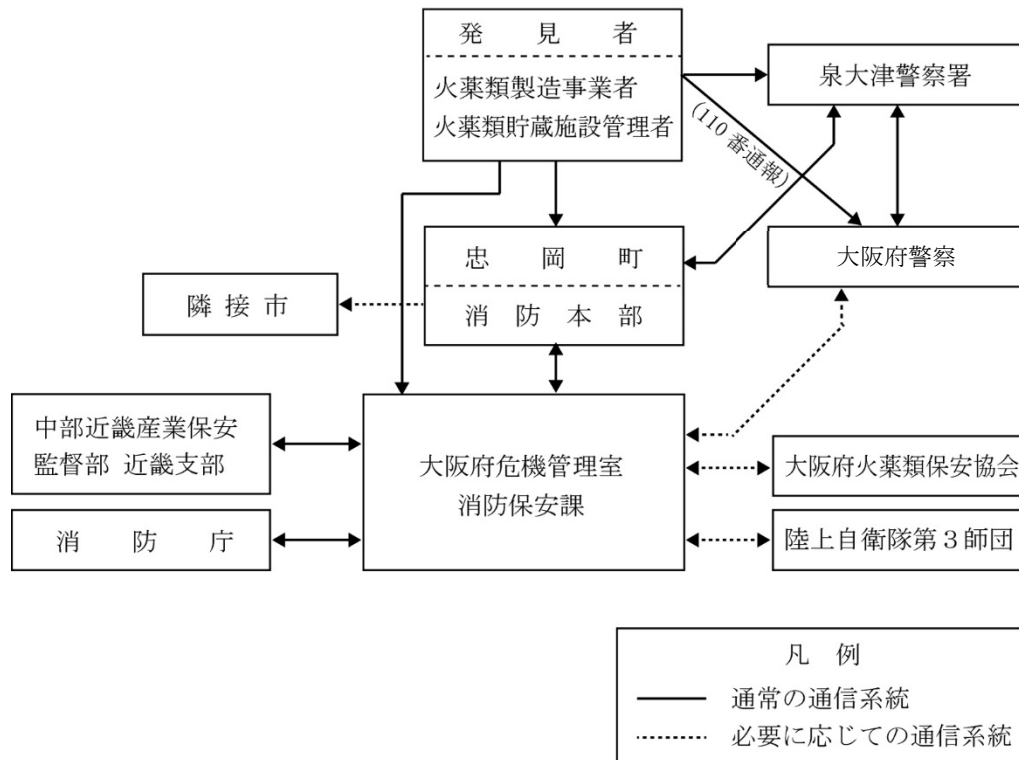 発見者
火薬類製造事業者
火薬類貯蔵施設管理者
泉大津警察署
(110番通報)
忠岡町
消防本部
大阪府警察
隣接市
中部近畿産業保安
監督部 近畿支部
大阪府危機管理室
消防保安課
大阪府火薬類保安協会
消防庁
陸上自衛隊第3師団
凡例
通常の通信系統
必要に応じての通信系統